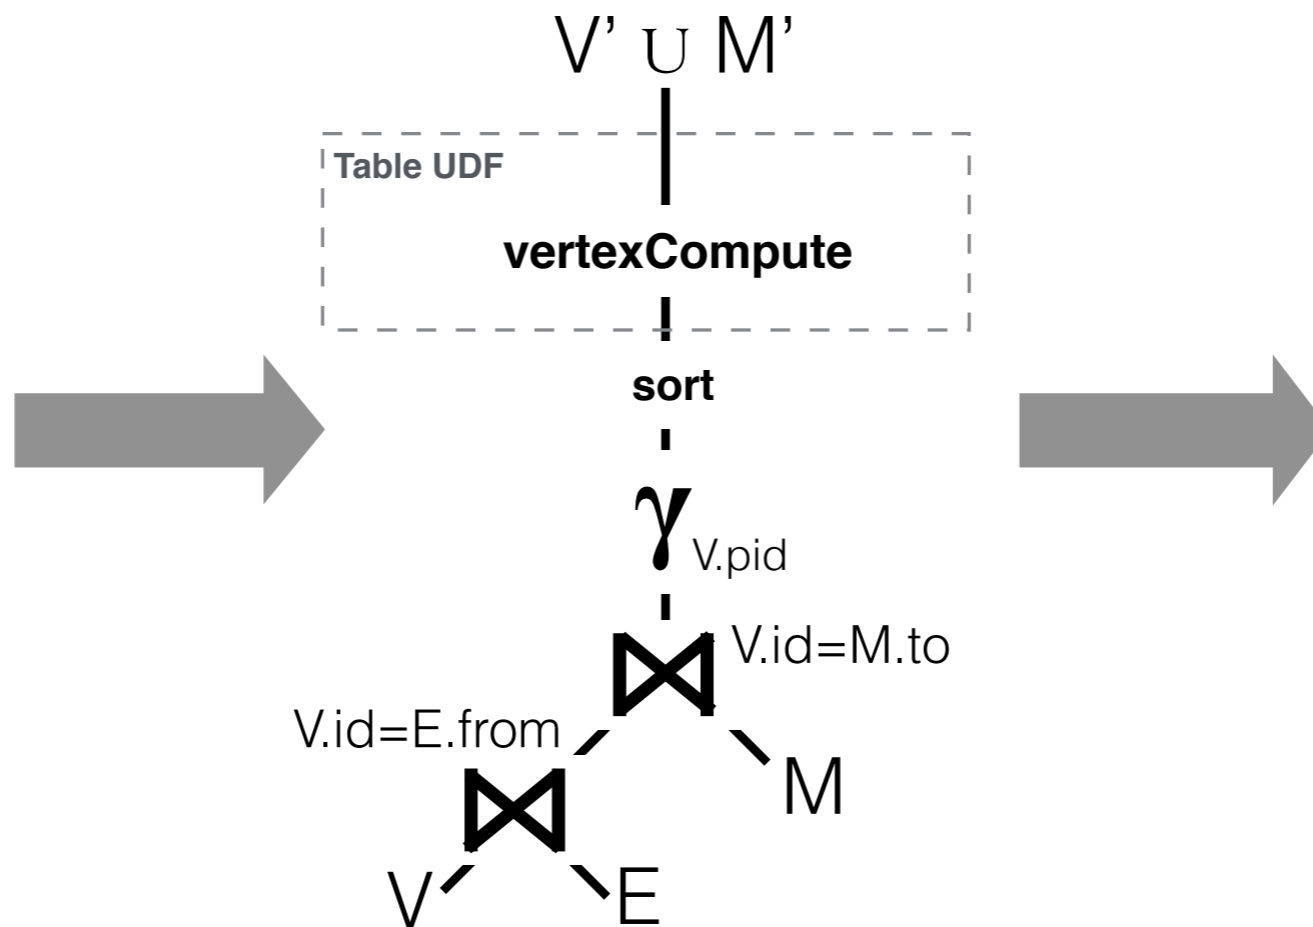 V’ ∪ M’
Table UDF
vertexCompute
sort
γ V.pid
V.id=M.to
V.id=E.from
M
V E